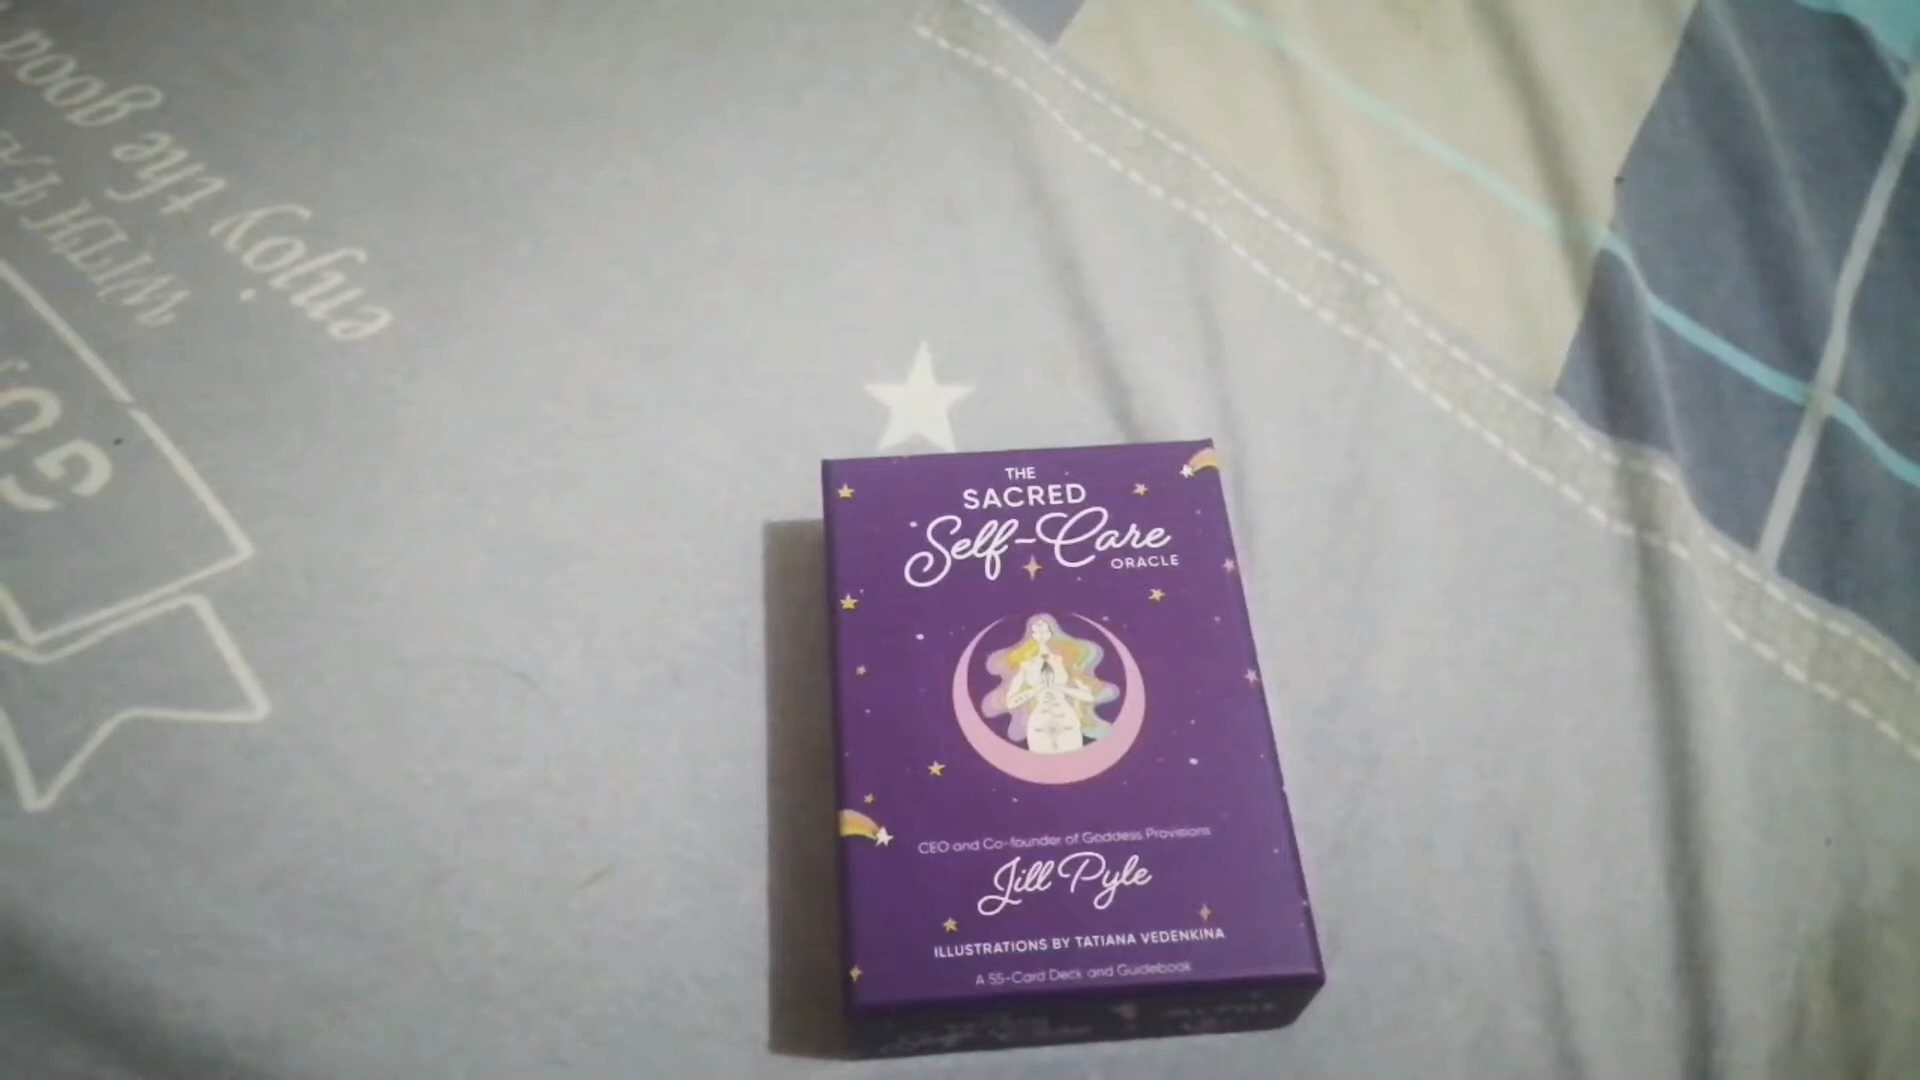 enjoy the good
WITH
THE
SACRED
Self-Care
ORACLE
CEO and Co-founder of Goddess Provisions
Jill Pyle
ILLUSTRATIONS BY TATIANA VEDENKINA
A 55-Card Deck and Guidebook